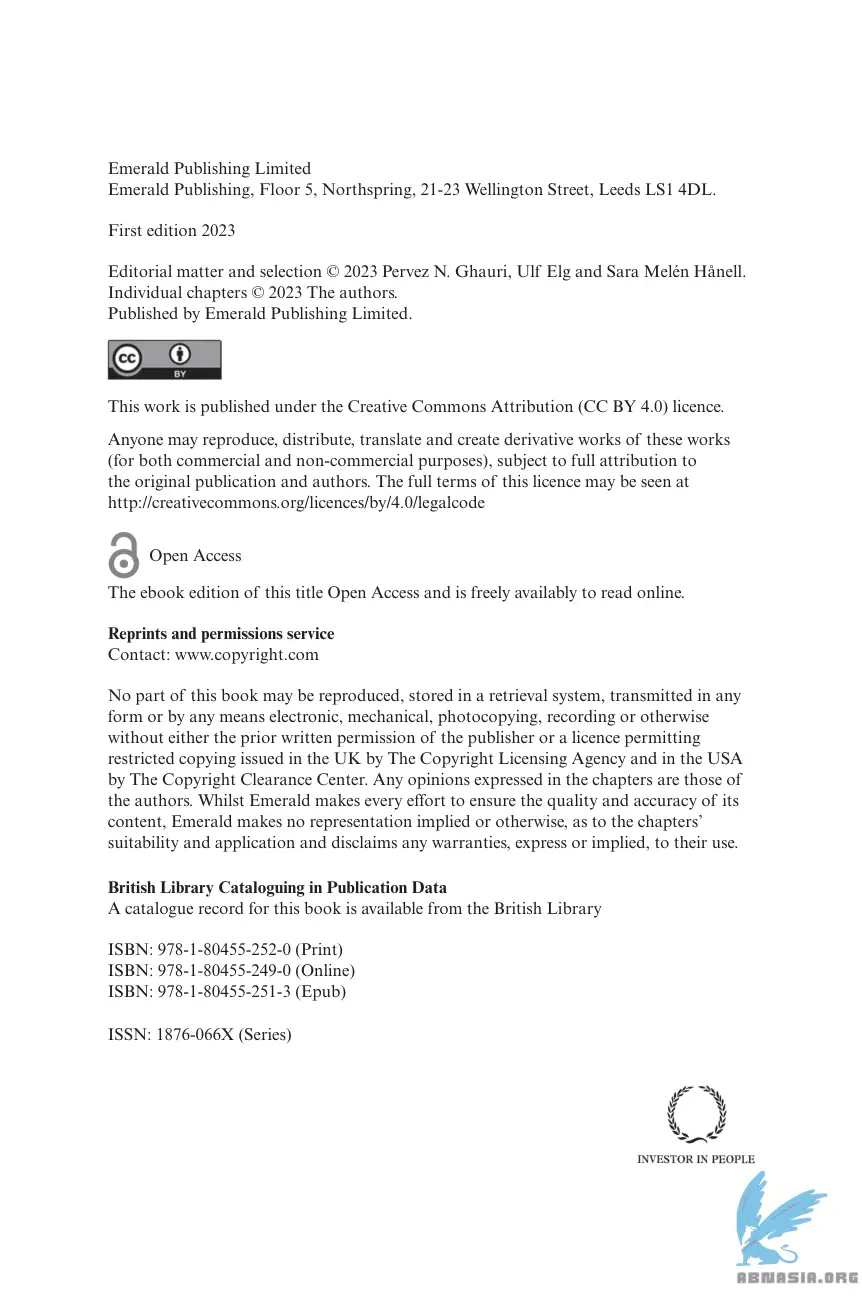 Emerald Publishing Limited
Emerald Publishing, Floor 5, Northspring, 21-23 Wellington Street, Leeds LS1 4DL.
First edition 2023
Editorial matter and selection © 2023 Pervez N. Ghauri, Ulf Elg and Sara Melén Hånell.
Individual chapters © 2023 The authors.
Published by Emerald Publishing Limited.
cc
BY
This work is published under the Creative Commons Attribution (CC BY 4.0) licence.
Anyone may reproduce, distribute, translate and create derivative works of these works
(for both commercial and non-commercial purposes), subject to full attribution to
the original publication and authors. The full terms of this licence may be seen at
http://creativecommons.org/licences/by/4.0/legalcode
Open Access
The ebook edition of this title Open Access and is freely availably to read online.
Reprints and permissions service
Contact: www.copyright.com
No part of this book may be reproduced, stored in a retrieval system, transmitted in any
form or by any means electronic, mechanical, photocopying, recording or otherwise
without either the prior written permission of the publisher or a licence permitting
restricted copying issued in the UK by The Copyright Licensing Agency and in the USA
by The Copyright Clearance Center. Any opinions expressed in the chapters are those of
the authors. Whilst Emerald makes every effort to ensure the quality and accuracy of its
content, Emerald makes no representation implied or otherwise, as to the chapters’
suitability and application and disclaims any warranties, express or implied, to their use.
British Library Cataloguing in Publication Data
A catalogue record for this book is available from the British Library
ISBN: 978-1-80455-252-0 (Print)
ISBN: 978-1-80455-249-0 (Online)
ISBN: 978-1-80455-251-3 (Epub)
ISSN: 1876-066X (Series)
INVESTOR IN PEOPLE
ABNASIA.ORG